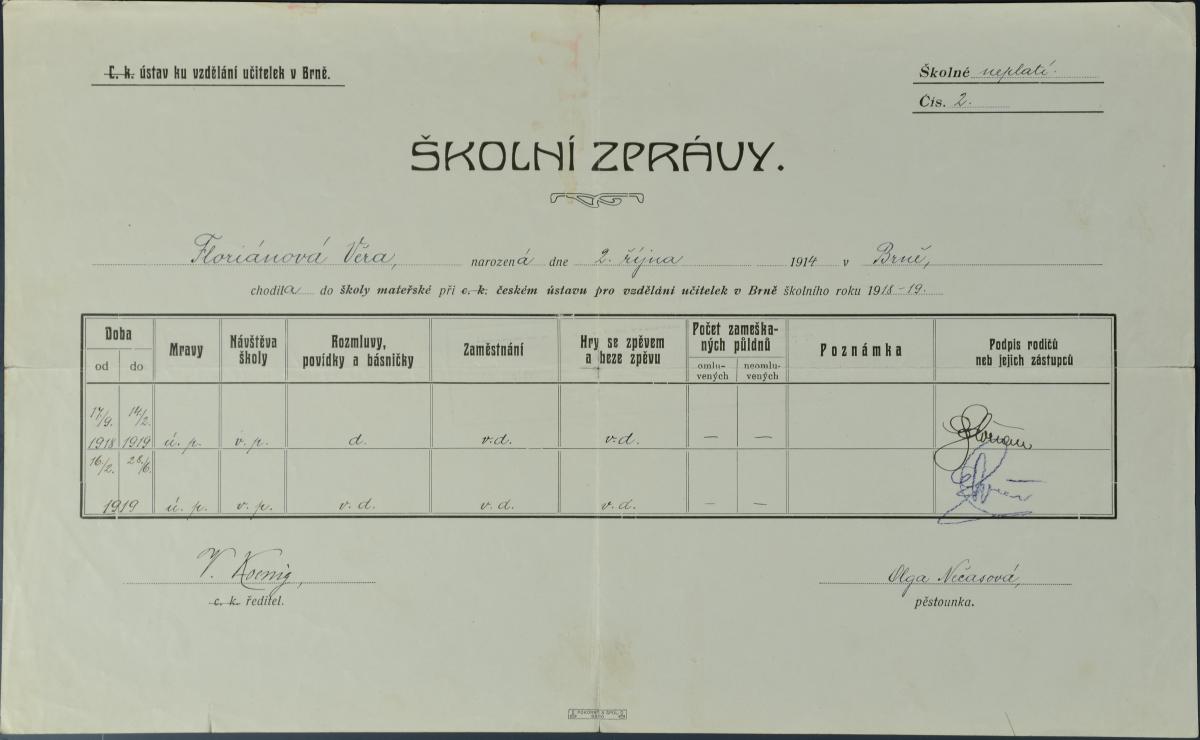 C. k. ústav ku vzdělání učitelek v Brně.
Školné neplatí.
Čís. 2.
ŠKOLNÍ ZPRÁVY.
Floriánová Věra, narozená dne 2. října 1914 v Brně,
chodila do školy mateřské při c. k. českém ústavu pro vzdělání učitelek v Brně školního roku 1918-19.
Doba Mravy Návštěva školy Rozmluvy, povídky a básničky Zaměstnání Hry se zpěvem a beze zpěvu Počet zameškaných půldnů Poznámka Podpis rodičů neb jejich zástupců
od do omluvených neomluvených
17/9. 1918 14/2. 1919 ú. p. v. p. d. v. d. v. d. — — Florian
16/2. 28/6. 1919 ú. p. v. p. v. d. v. d. v. d. — —
V. Koenig,
c. k. ředitel.
Olga Nečasová,
pěstounka.